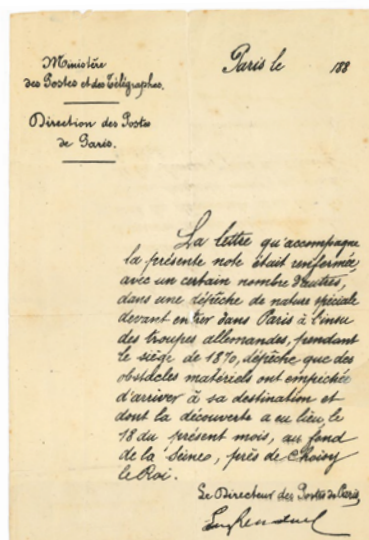 Ministère
des Postes et des Télégraphes.
Direction des Postes
de Paris.
Paris le 188
La lettre qu'accompagne
la présente note était renfermée,
avec un certain nombre d'autres,
dans une dépêche de nature spéciale
devant entrer dans Paris à l'insu
des troupes allemandes, pendant
le siège de 1870, dépêche que des
obstacles matériels ont empêchée
d'arriver à sa destination et
dont la découverte a eu lieu le
18 du présent mois, au fond
de la Seine, près de Choisy
le Roi.
Le Directeur des Postes de Paris,